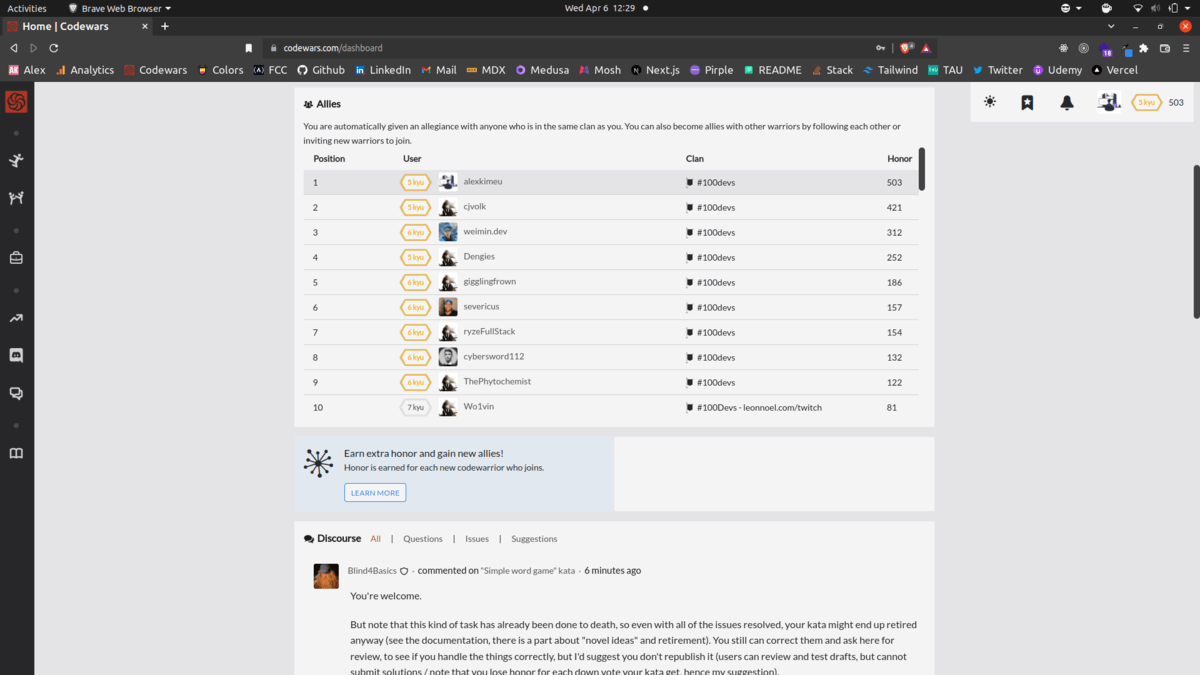 Activities Brave Web Browser Wed Apr 6 12:29
Home | Codewars
codewars.com/dashboard 18
AK Alex Analytics Codewars Colors (A) FCC Github in LinkedIn Mail MDX Medusa Mosh N Next.js Pirple README Stack Tailwind TAU TAU Twitter Udemy Vercel
5 kyu 503
Allies
You are automatically given an allegiance with anyone who is in the same clan as you. You can also become allies with other warriors by following each other or
inviting new warriors to join.
Position User Clan Honor
1 5 kyu alexkimeu #100devs 503
2 5 kyu cjvolk #100devs 421
3 6 kyu weimin.dev #100devs 312
4 5 kyu Dengies #100devs 252
5 6 kyu gigglingfrown #100devs 186
6 6 kyu severicus #100devs 157
7 6 kyu ryzeFullStack #100devs 154
8 6 kyu cybersword112 #100devs 132
9 6 kyu ThePhytochemist #100devs 122
10 7 kyu Wo1vin #100Devs - leonnoel.com/twitch 81
Earn extra honor and gain new allies!
Honor is earned for each new codewarrior who joins.
LEARN MORE
Discourse All | Questions | Issues | Suggestions
Blind4Basics · commented on "Simple word game" kata · 6 minutes ago
You're welcome.
But note that this kind of task has already been done to death, so even with all of the issues resolved, your kata might end up retired
anyway (see the documentation, there is a part about "novel ideas" and retirement). You still can correct them and ask here for
review, to see if you handle the things correctly, but I'd suggest you don't republish it (users can review and test drafts, but cannot
submit solutions / note that you lose honor for each down vote your kata get, hence my suggestion).